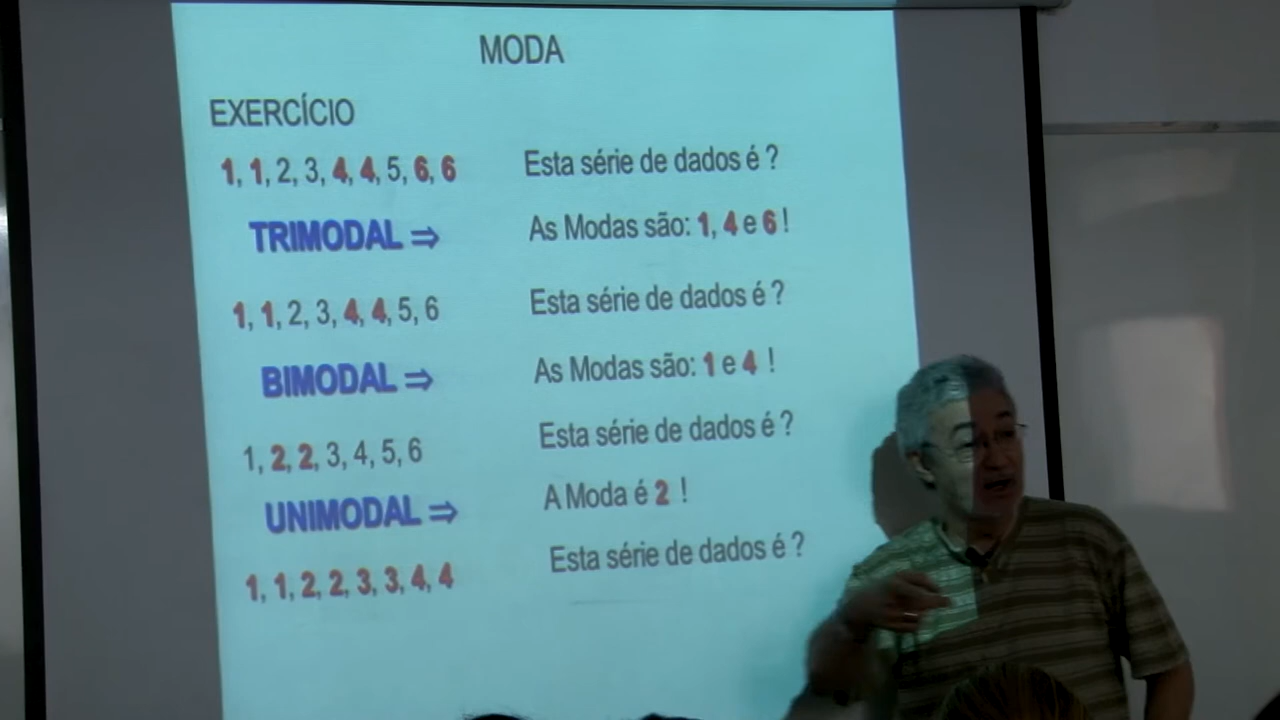 MODA
EXERCÍCIO
1, 1, 2, 3, 4, 4, 5, 6, 6 Esta série de dados é ?
TRIMODAL ⇒ As Modas são: 1, 4 e 6 !
1, 1, 2, 3, 4, 4, 5, 6 Esta série de dados é ?
BIMODAL ⇒ As Modas são: 1 e 4 !
1, 2, 2, 3, 4, 5, 6 Esta série de dados é ?
UNIMODAL ⇒ A Moda é 2 !
1, 1, 2, 2, 3, 3, 4, 4 Esta série de dados é ?